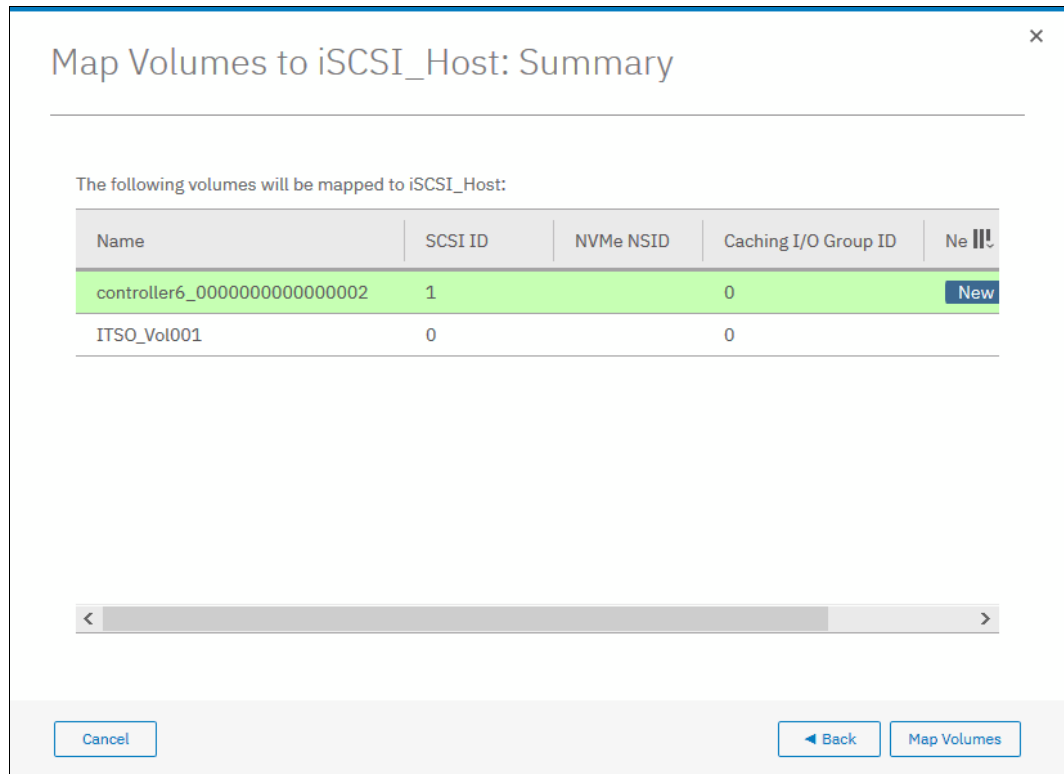 Map Volumes to iSCSI_Host: Summary
The following volumes will be mapped to iSCSI_Host:
Name SCSI ID NVMe NSID Caching I/O Group ID Ne
controller6_0000000000000002 1 0 New
ITSO_Vol001 0 0
Cancel Back Map Volumes